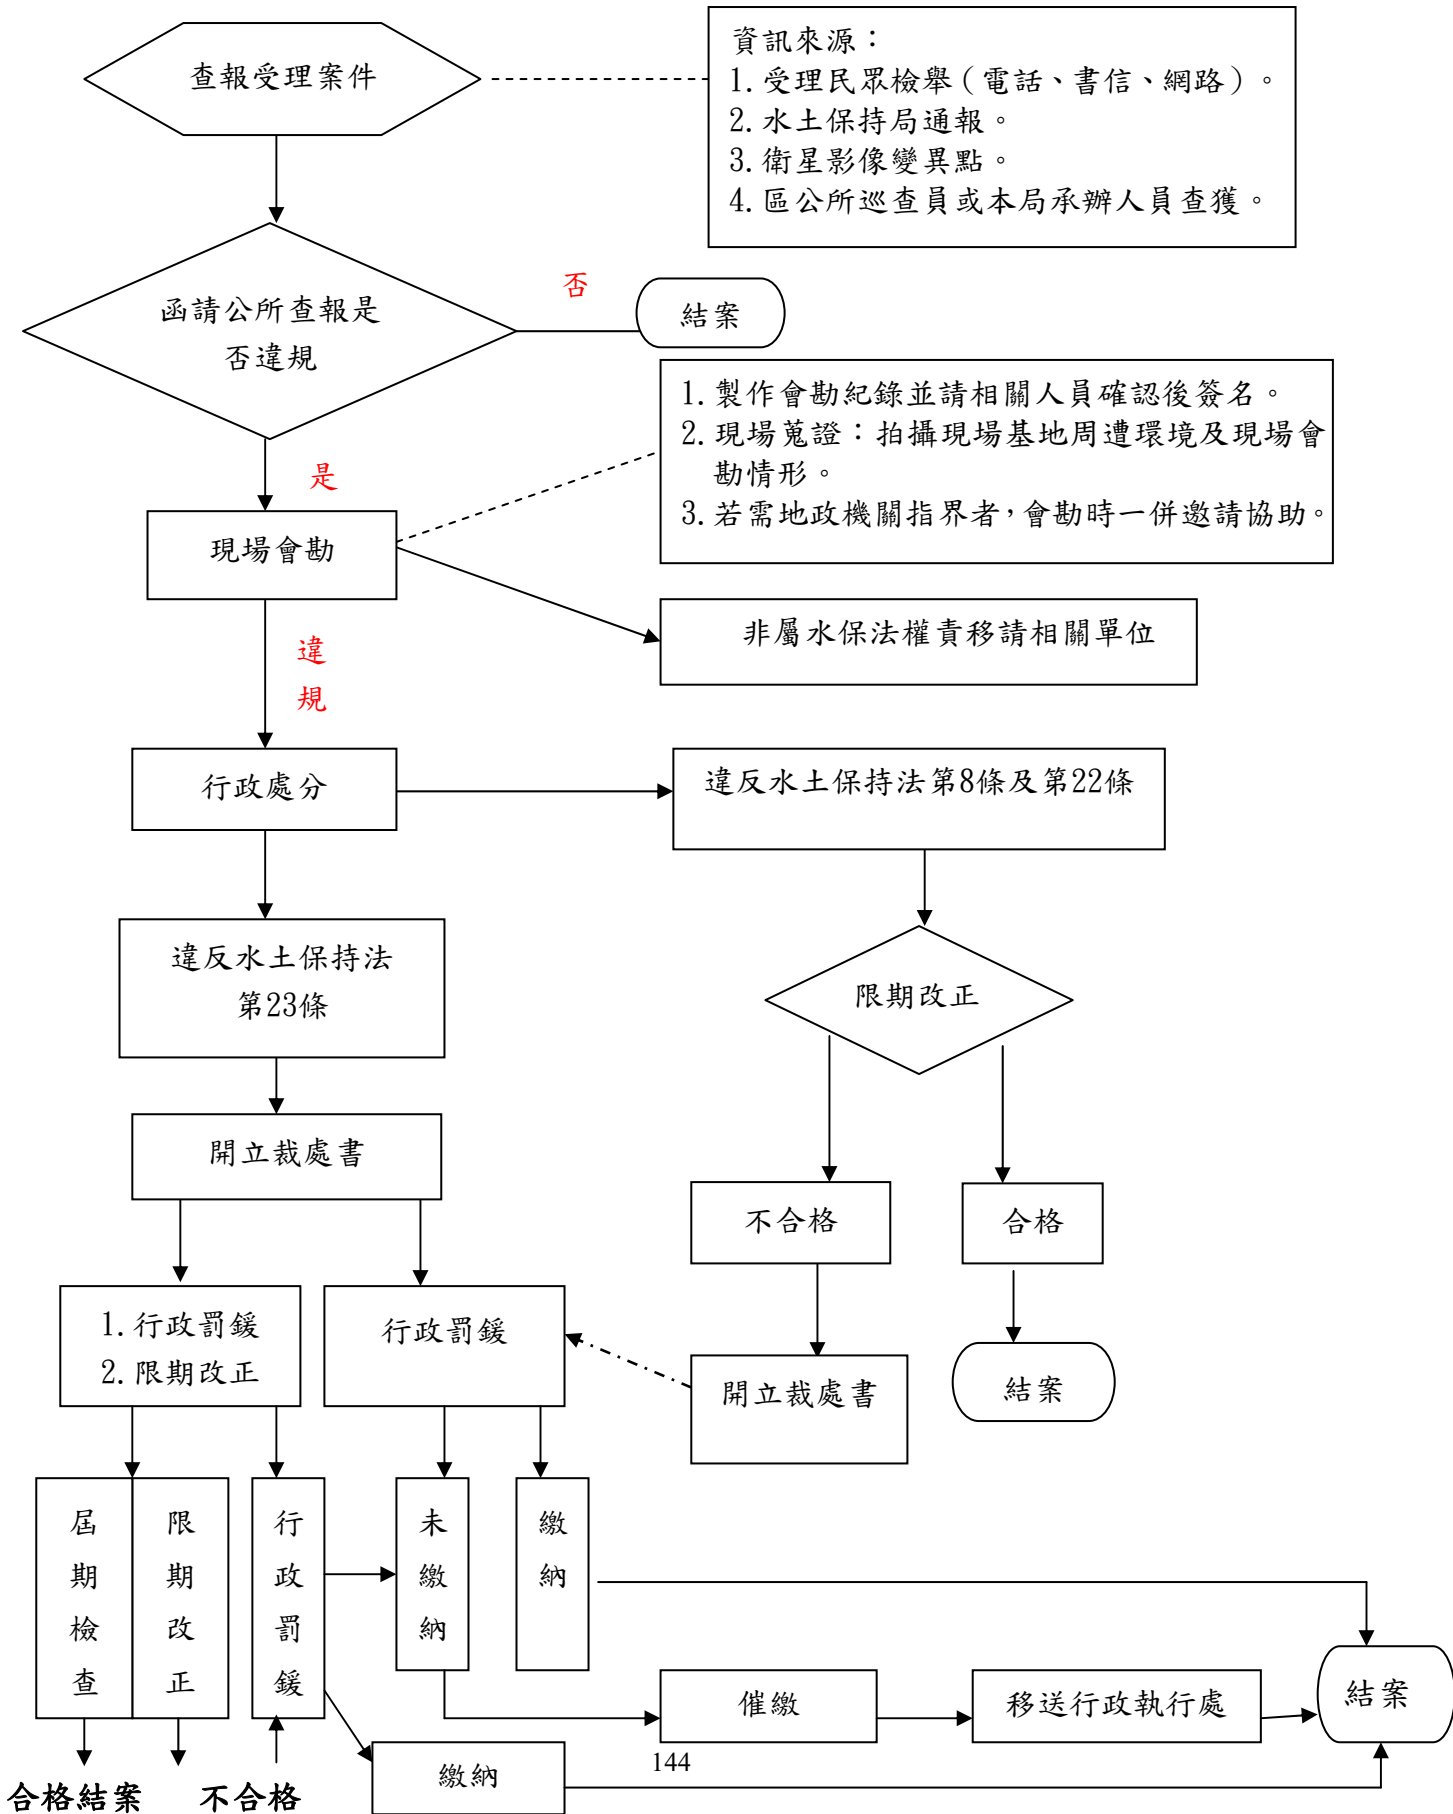 查報受理案件
資訊來源：
1.受理民眾檢舉（電話、書信、網路）。
2.水土保持局通報。
3.衛星影像變異點。
4.區公所巡查員或本局承辦人員查獲。
函請公所查報是
否違規
否
結案
1.製作會勘紀錄並請相關人員確認後簽名。
2.現場蒐證：拍攝現場基地周遭環境及現場會
勘情形。
3.若需地政機關指界者，會勘時一併邀請協助。
是
現場會勘
非屬水保法權責移請相關單位
違
規
行政處分
違反水土保持法第8條及第22條
違反水土保持法
第23條
限期改正
開立裁處書
不合格
合格
1.行政罰鍰
2.限期改正
行政罰鍰
開立裁處書
結案
屆期檢查
限期改正
行政罰鍰
未繳納
繳納
催繳
移送行政執行處
結案
繳納
144
合格結案
不合格